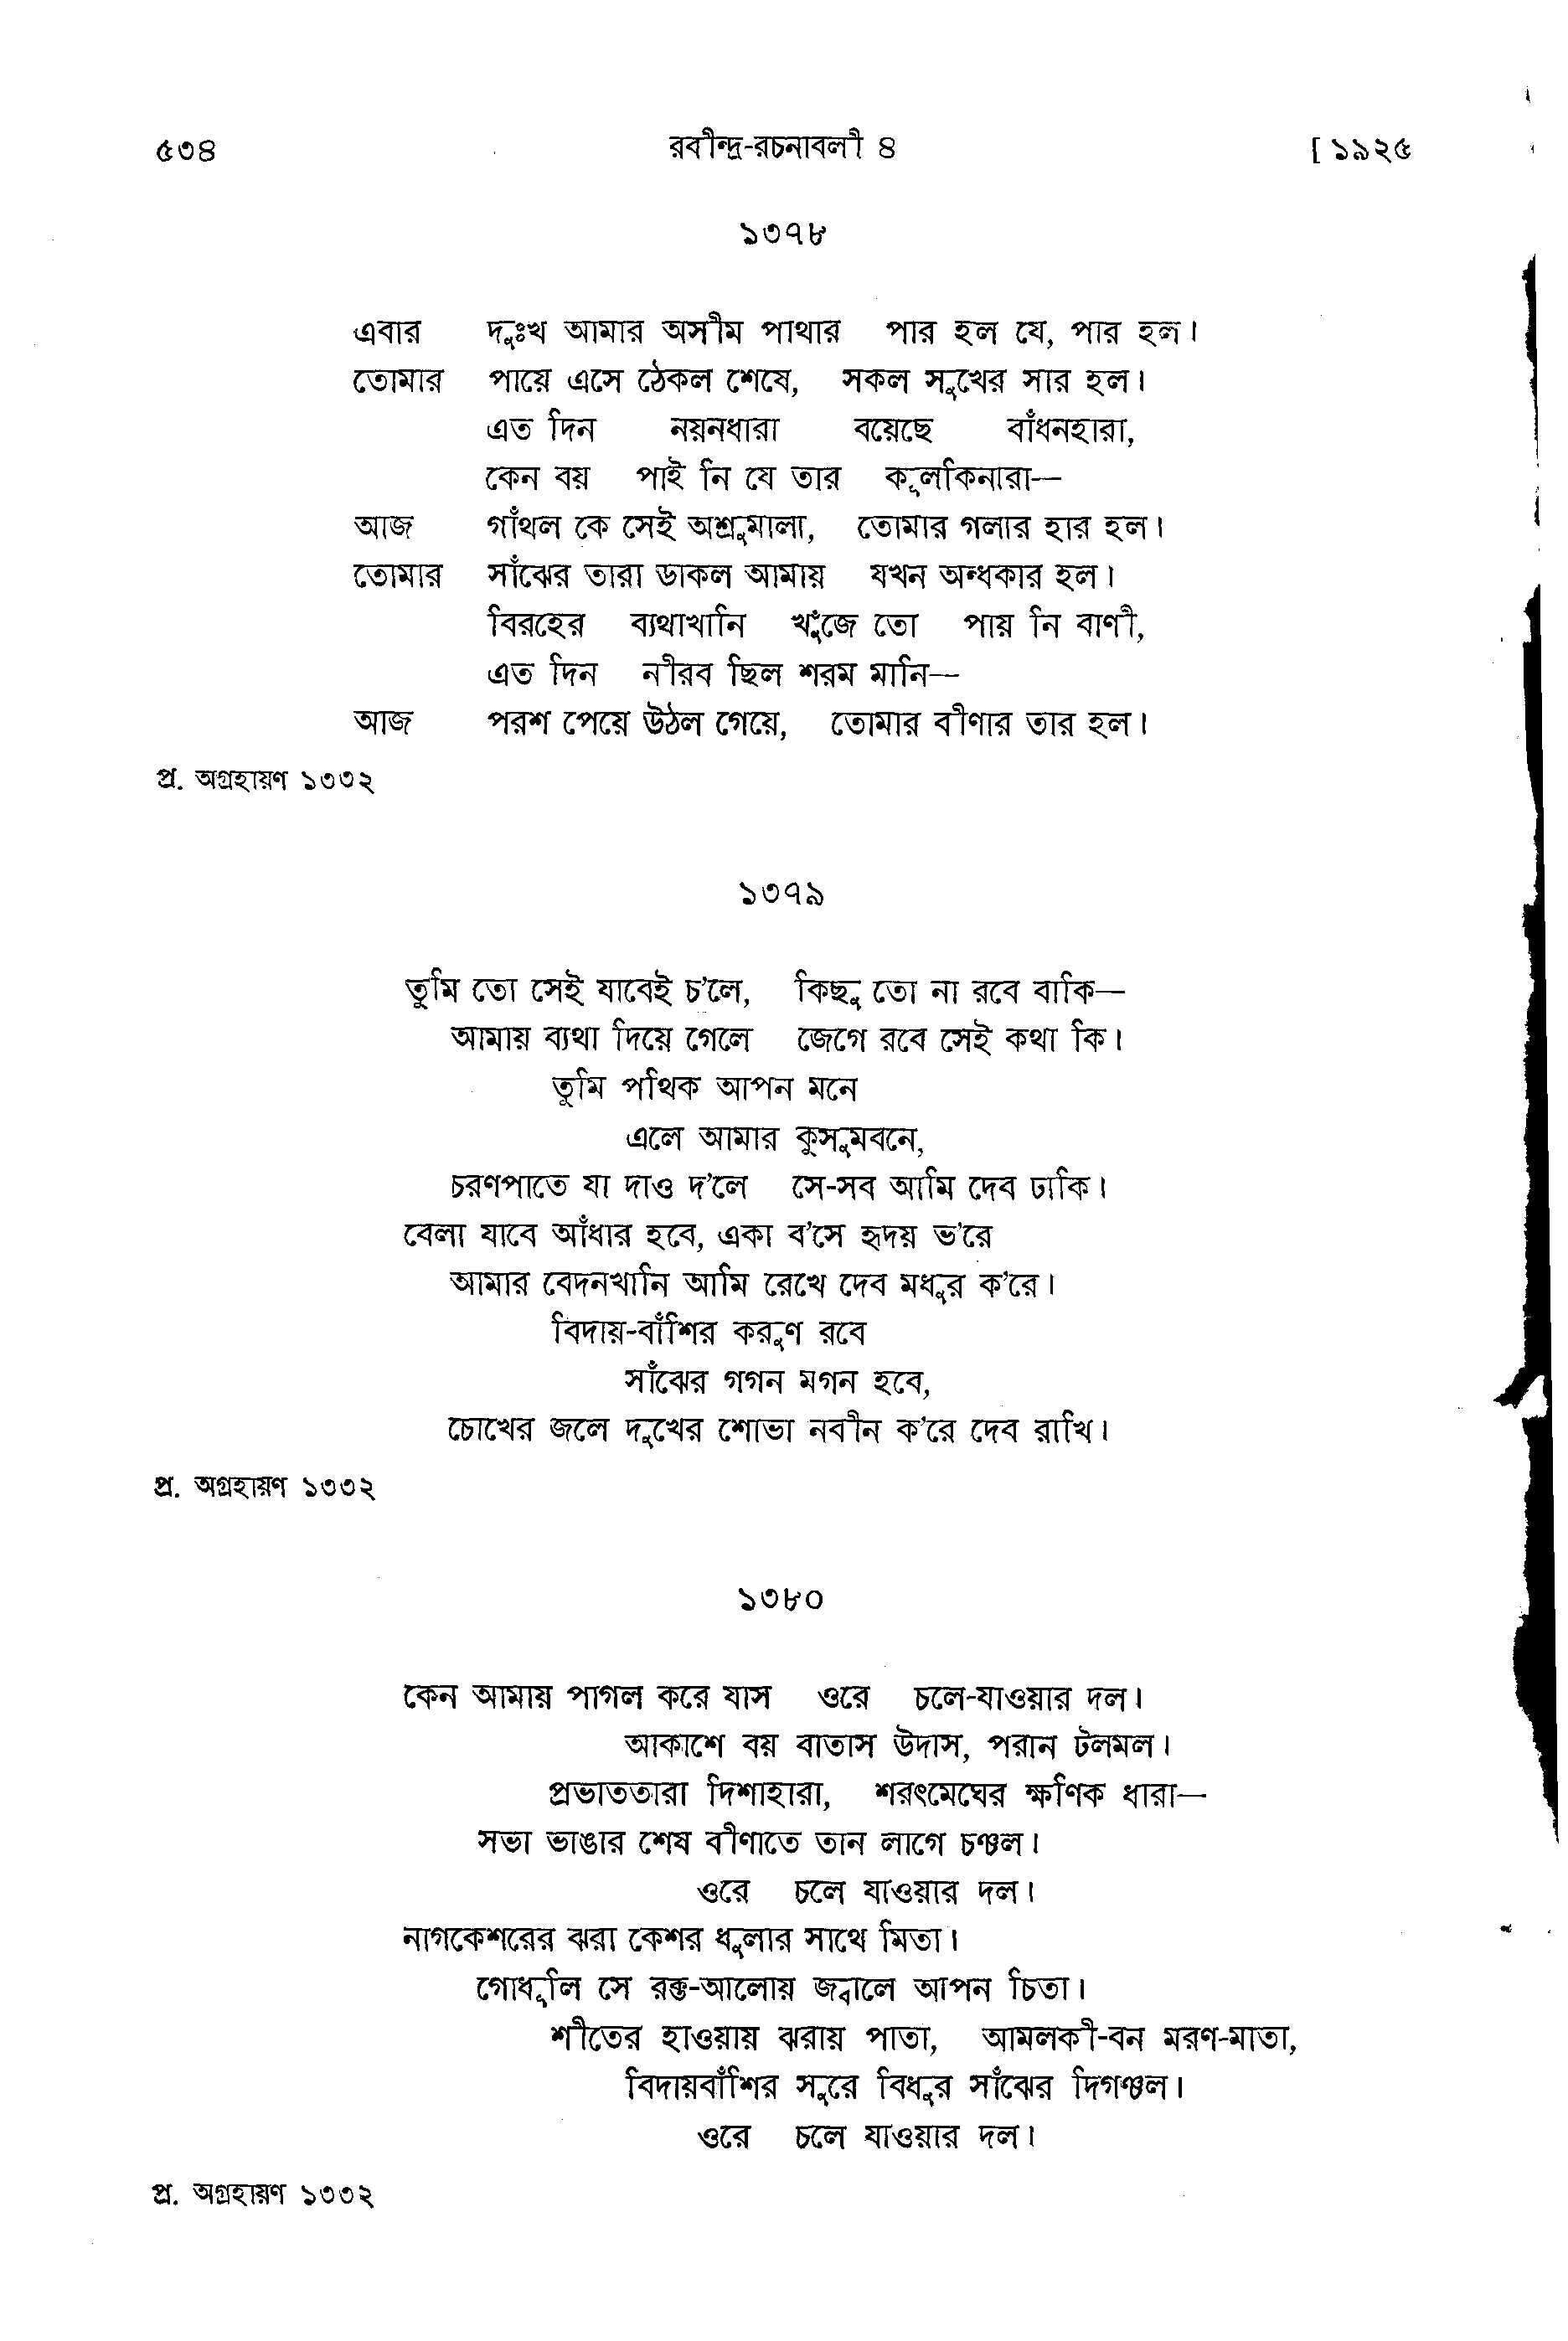 ৫৩৪ রবীন্দ্র-রচনাবলী ৪ [ ১৯২৫
১৩৭৮
এবার দুঃখ আমার অসীম পাথার পার হল যে, পার হল।
তোমার পায়ে এসে ঠেকল শেষে, সকল সুখের সার হল।
এত দিন নয়নধারা বয়েছে বাঁধনহারা,
কেন বয় পাই নি যে তার কূলকিনারা—
আজ গাঁথল কে সেই অশ্রুমালা, তোমার গলার হার হল।
তোমার সাঁঝের তারা ডাকল আমায় যখন অন্ধকার হল।
বিরহের ব্যথাখানি খুঁজে তো পায় নি বাণী,
এত দিন নীরব ছিল শরম মানি—
আজ পরশ পেয়ে উঠল গেয়ে, তোমার বীণার তার হল।
প্র. অগ্রহায়ণ ১৩৩২
১৩৭৯
তুমি তো সেই যাবেই চ'লে, কিছু তো না রবে বাকি—
আমায় ব্যথা দিয়ে গেলে জেগে রবে সেই কথা কি।
তুমি পথিক আপন মনে
এলে আমার কুসুমবনে,
চরণপাতে যা দাও দ'লে সে-সব আমি দেব ঢাকি।
বেলা যাবে আঁধার হবে, একা ব'সে হৃদয় ভ'রে
আমার বেদনখানি আমি রেখে দেব মধুর ক'রে।
বিদায়-বাঁশির করুণ রবে
সাঁঝের গগন মগন হবে,
চোখের জলে দুখের শোভা নবীন ক'রে দেব রাখি।
প্র. অগ্রহায়ণ ১৩৩২
১৩৮০
কেন আমায় পাগল করে যাস ওরে চলে-যাওয়ার দল।
আকাশে বয় বাতাস উদাস, পরান টলমল।
প্রভাততারা দিশাহারা, শরৎমেঘের ক্ষণিক ধারা—
সভা ভাঙার শেষ বীণাতে তান লাগে চঞ্চল।
ওরে চলে যাওয়ার দল।
নাগকেশরের ঝরা কেশর ধুলার সাথে মিতা।
গোধূলি সে রক্ত-আলোয় জ্বালে আপন চিতা।
শীতের হাওয়ায় ঝরায় পাতা, আমলকী-বন মরণ-মাতা,
বিদায়বাঁশির সুরে বিধুর সাঁঝের দিগঞ্চল।
ওরে চলে যাওয়ার দল।
প্র. অগ্রহায়ণ ১৩৩২